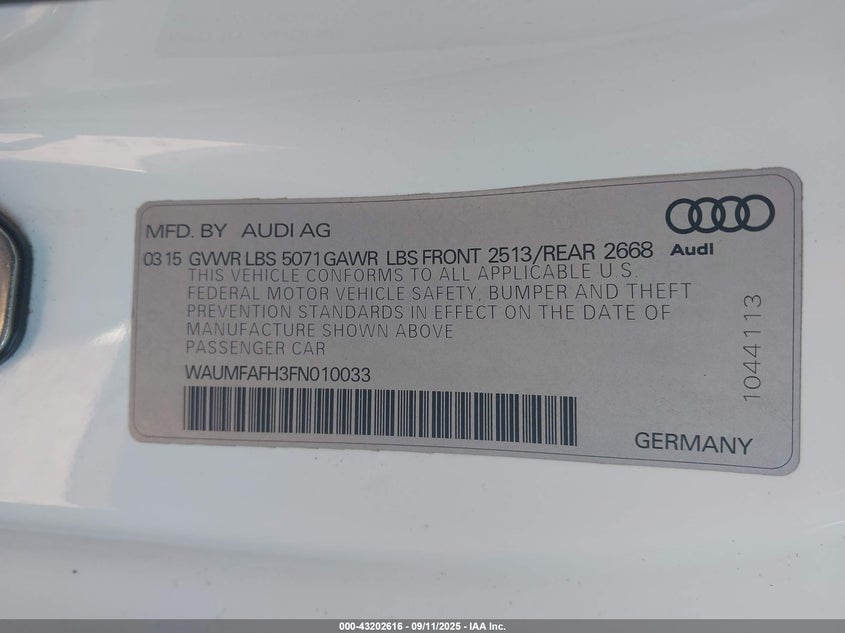 MFD. BY AUDI AG
Audi
03 15 GVWR LBS 5071 GAWR LBS FRONT 2513/REAR 2668
THIS VEHICLE CONFORMS TO ALL APPLICABLE U.S.
FEDERAL MOTOR VEHICLE SAFETY, BUMPER AND THEFT
PREVENTION STANDARDS IN EFFECT ON THE DATE OF
MANUFACTURE SHOWN ABOVE
PASSENGER CAR
WAUMFAFH3FN010033
10441113
GERMANY
000-43202616 - 09/11/2025 - IAA Inc.